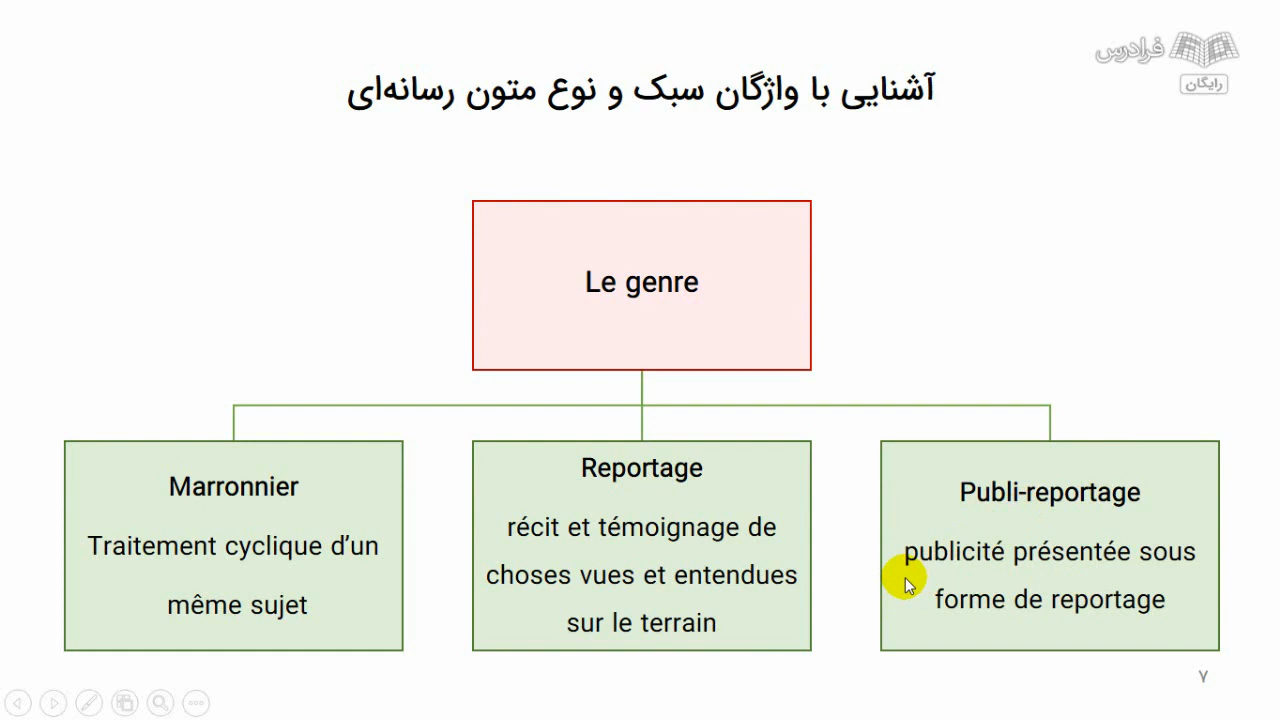 فرادرس
رایگان
آشنایی با واژگان سبک و نوع متون رسانه‌ای
Le genre
Marronnier
Traitement cyclique d’un
même sujet
Reportage
récit et témoignage de
choses vues et entendues
sur le terrain
Publi-reportage
publicité présentée sous
forme de reportage
۷